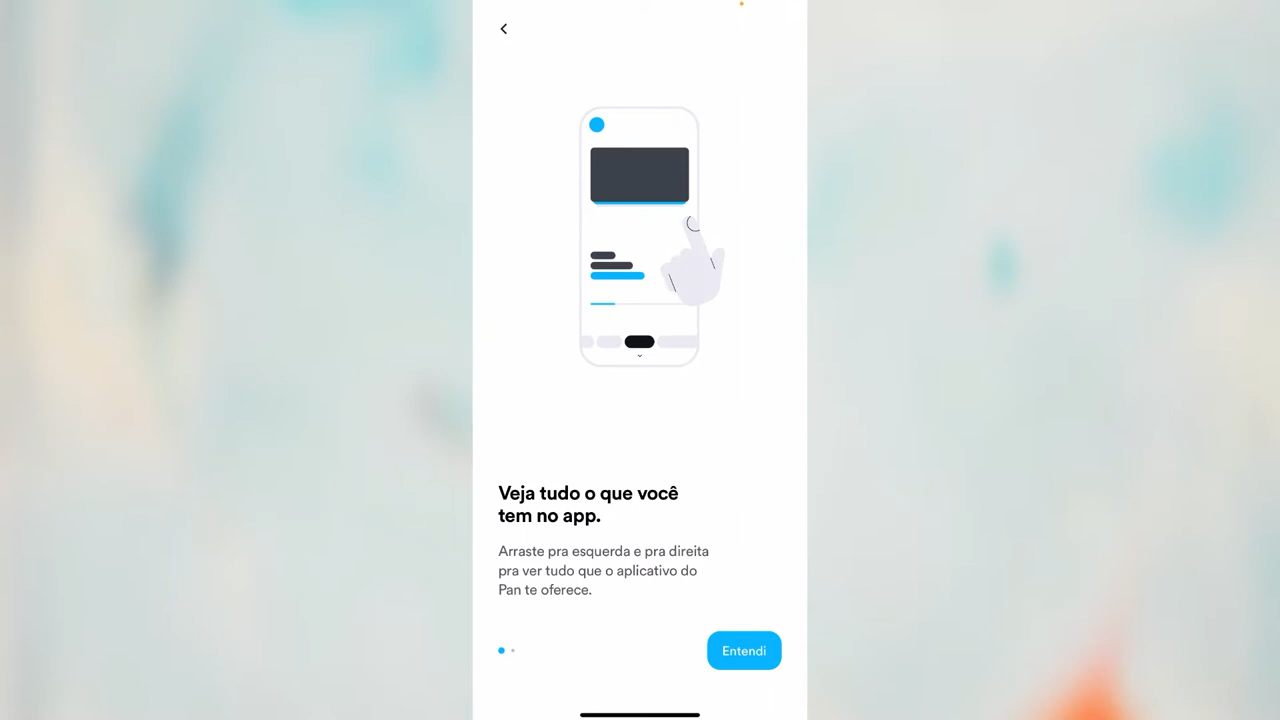 Veja tudo o que você
tem no app.
Arraste pra esquerda e pra direita
pra ver tudo que o aplicativo do
Pan te oferece.
Entendi